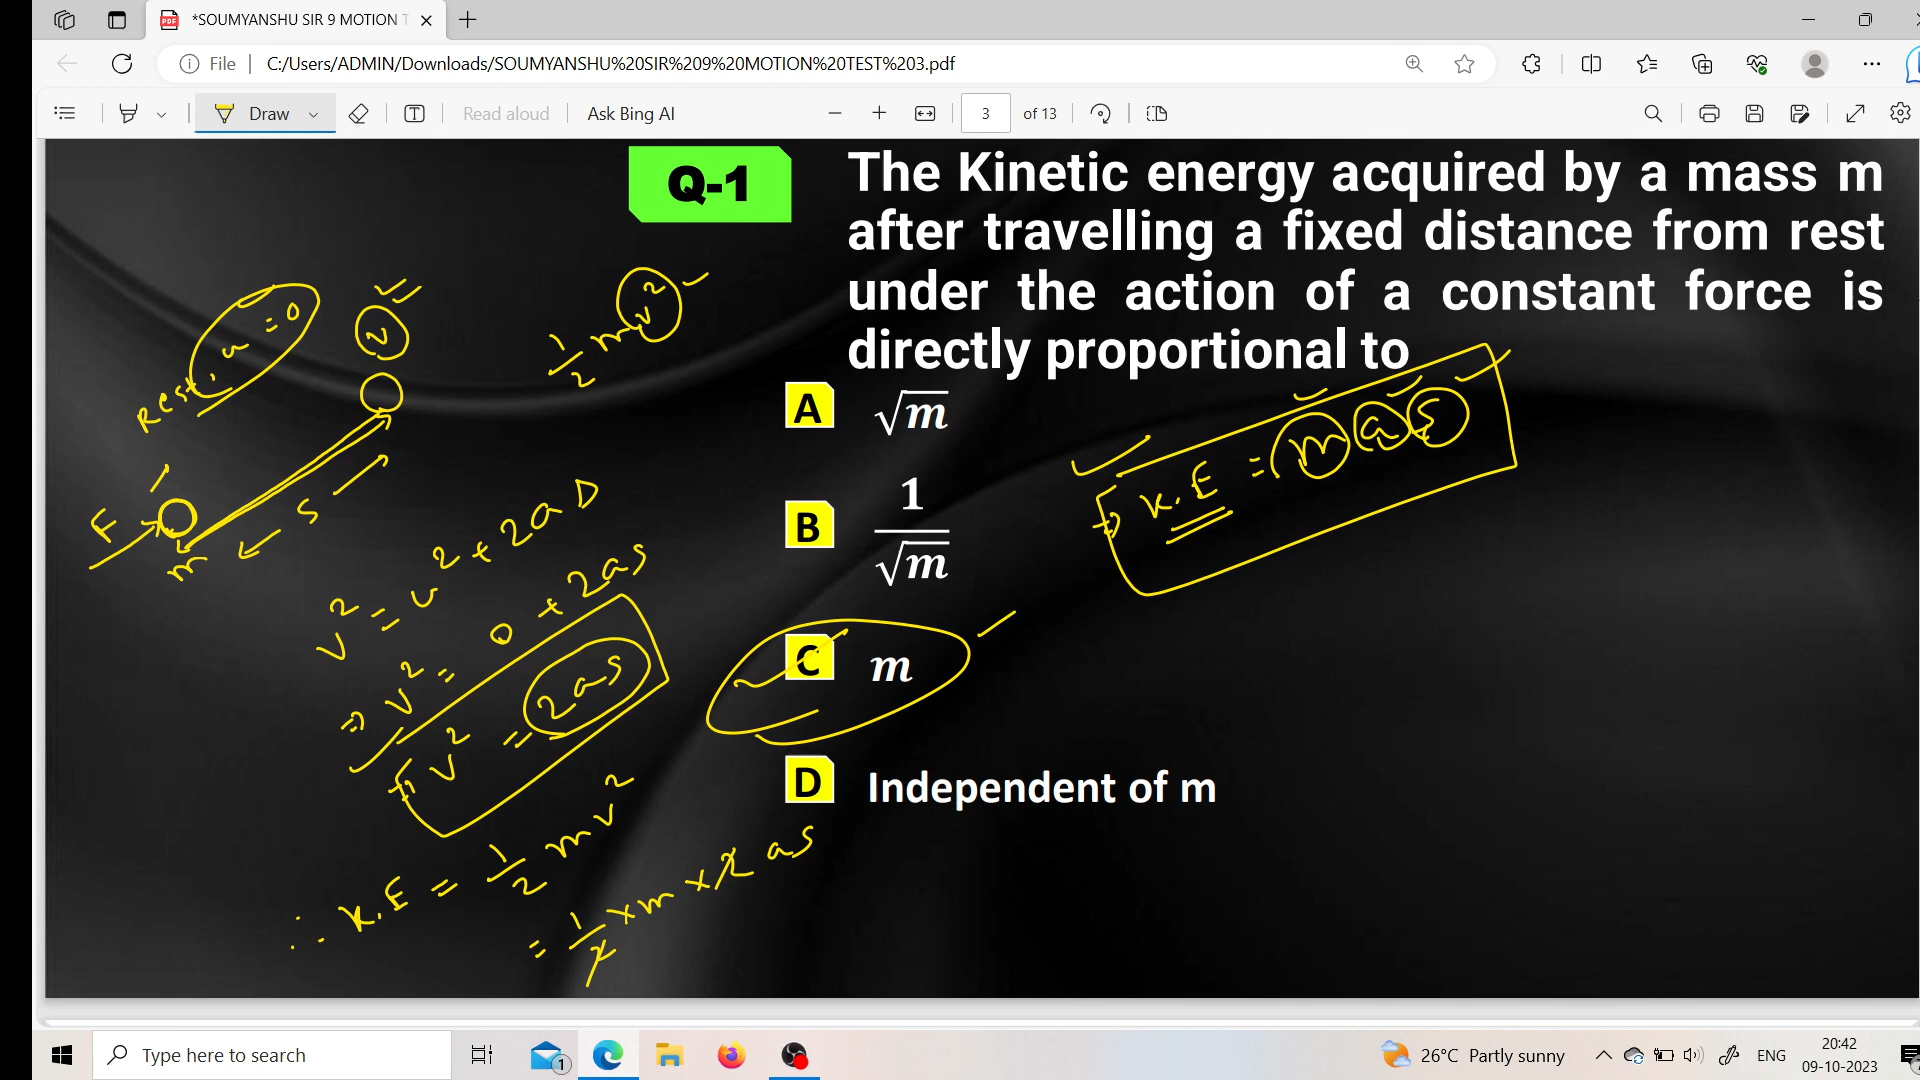 *SOUMYANSHU SIR 9 MOTION T
File
C:/Users/ADMIN/Downloads/SOUMYANSHU%20SIR%209%20MOTION%20TEST%203.pdf
Draw
Read aloud
Ask Bing AI
3
of 13
Q-1
The Kinetic energy acquired by a mass m
after travelling a fixed distance from rest
under the action of a constant force is
directly proportional to
A √m
B 1/√m
C m
D Independent of m
Rest, u = 0
v
½ mv²
F
m
s
v² = u² + 2as
⇒ v² = 0 + 2as
⇒ v² = 2as
∴ K.E = ½ mv²
= ½ × m × 2 as
⇒ K.E = mas
Type here to search
1
26°C Partly sunny
ENG
20:42
09-10-2023